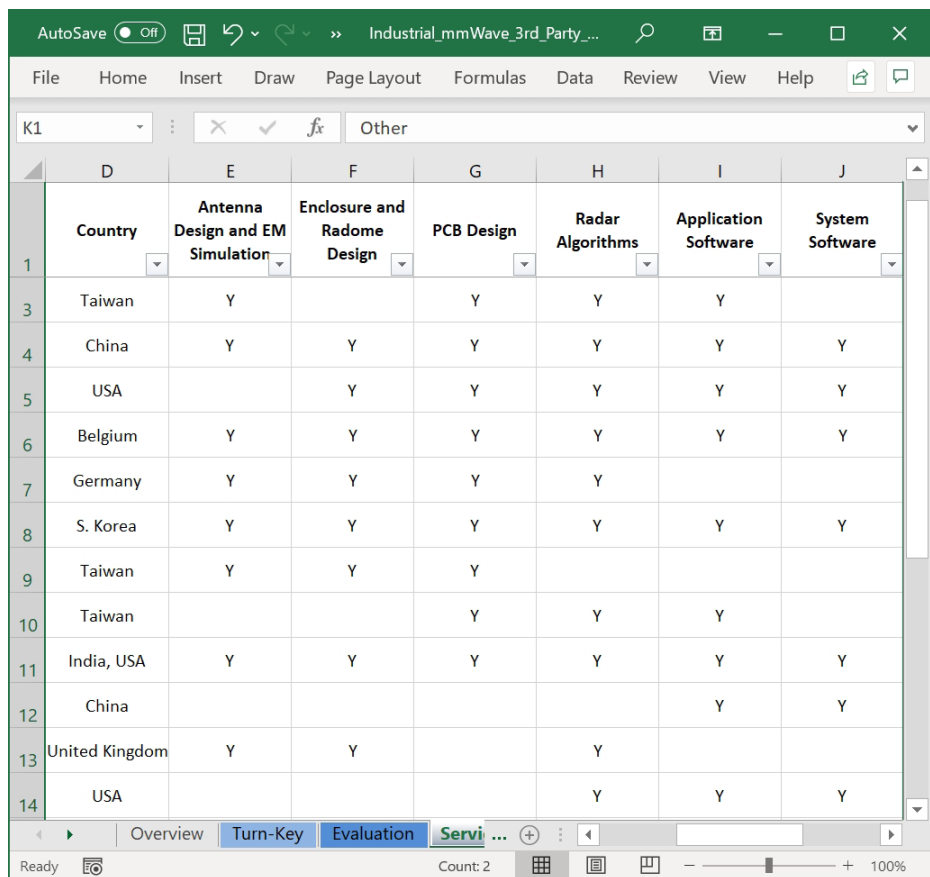 AutoSave Off Industrial_mmWave_3rd_Party_...
File Home Insert Draw Page Layout Formulas Data Review View Help
K1 fx Other
D E F G H I J
1 Country Antenna Design and EM Simulation Enclosure and Radome Design PCB Design Radar Algorithms Application Software System Software
3 Taiwan Y Y Y Y
4 China Y Y Y Y Y Y
5 USA Y Y Y Y Y
6 Belgium Y Y Y Y Y Y
7 Germany Y Y Y Y
8 S. Korea Y Y Y Y Y Y
9 Taiwan Y Y Y
10 Taiwan Y Y Y
11 India, USA Y Y Y Y Y Y
12 China Y Y
13 United Kingdom Y Y Y
14 USA Y Y Y
Overview Turn-Key Evaluation Servi ...
Ready Count: 2 100%